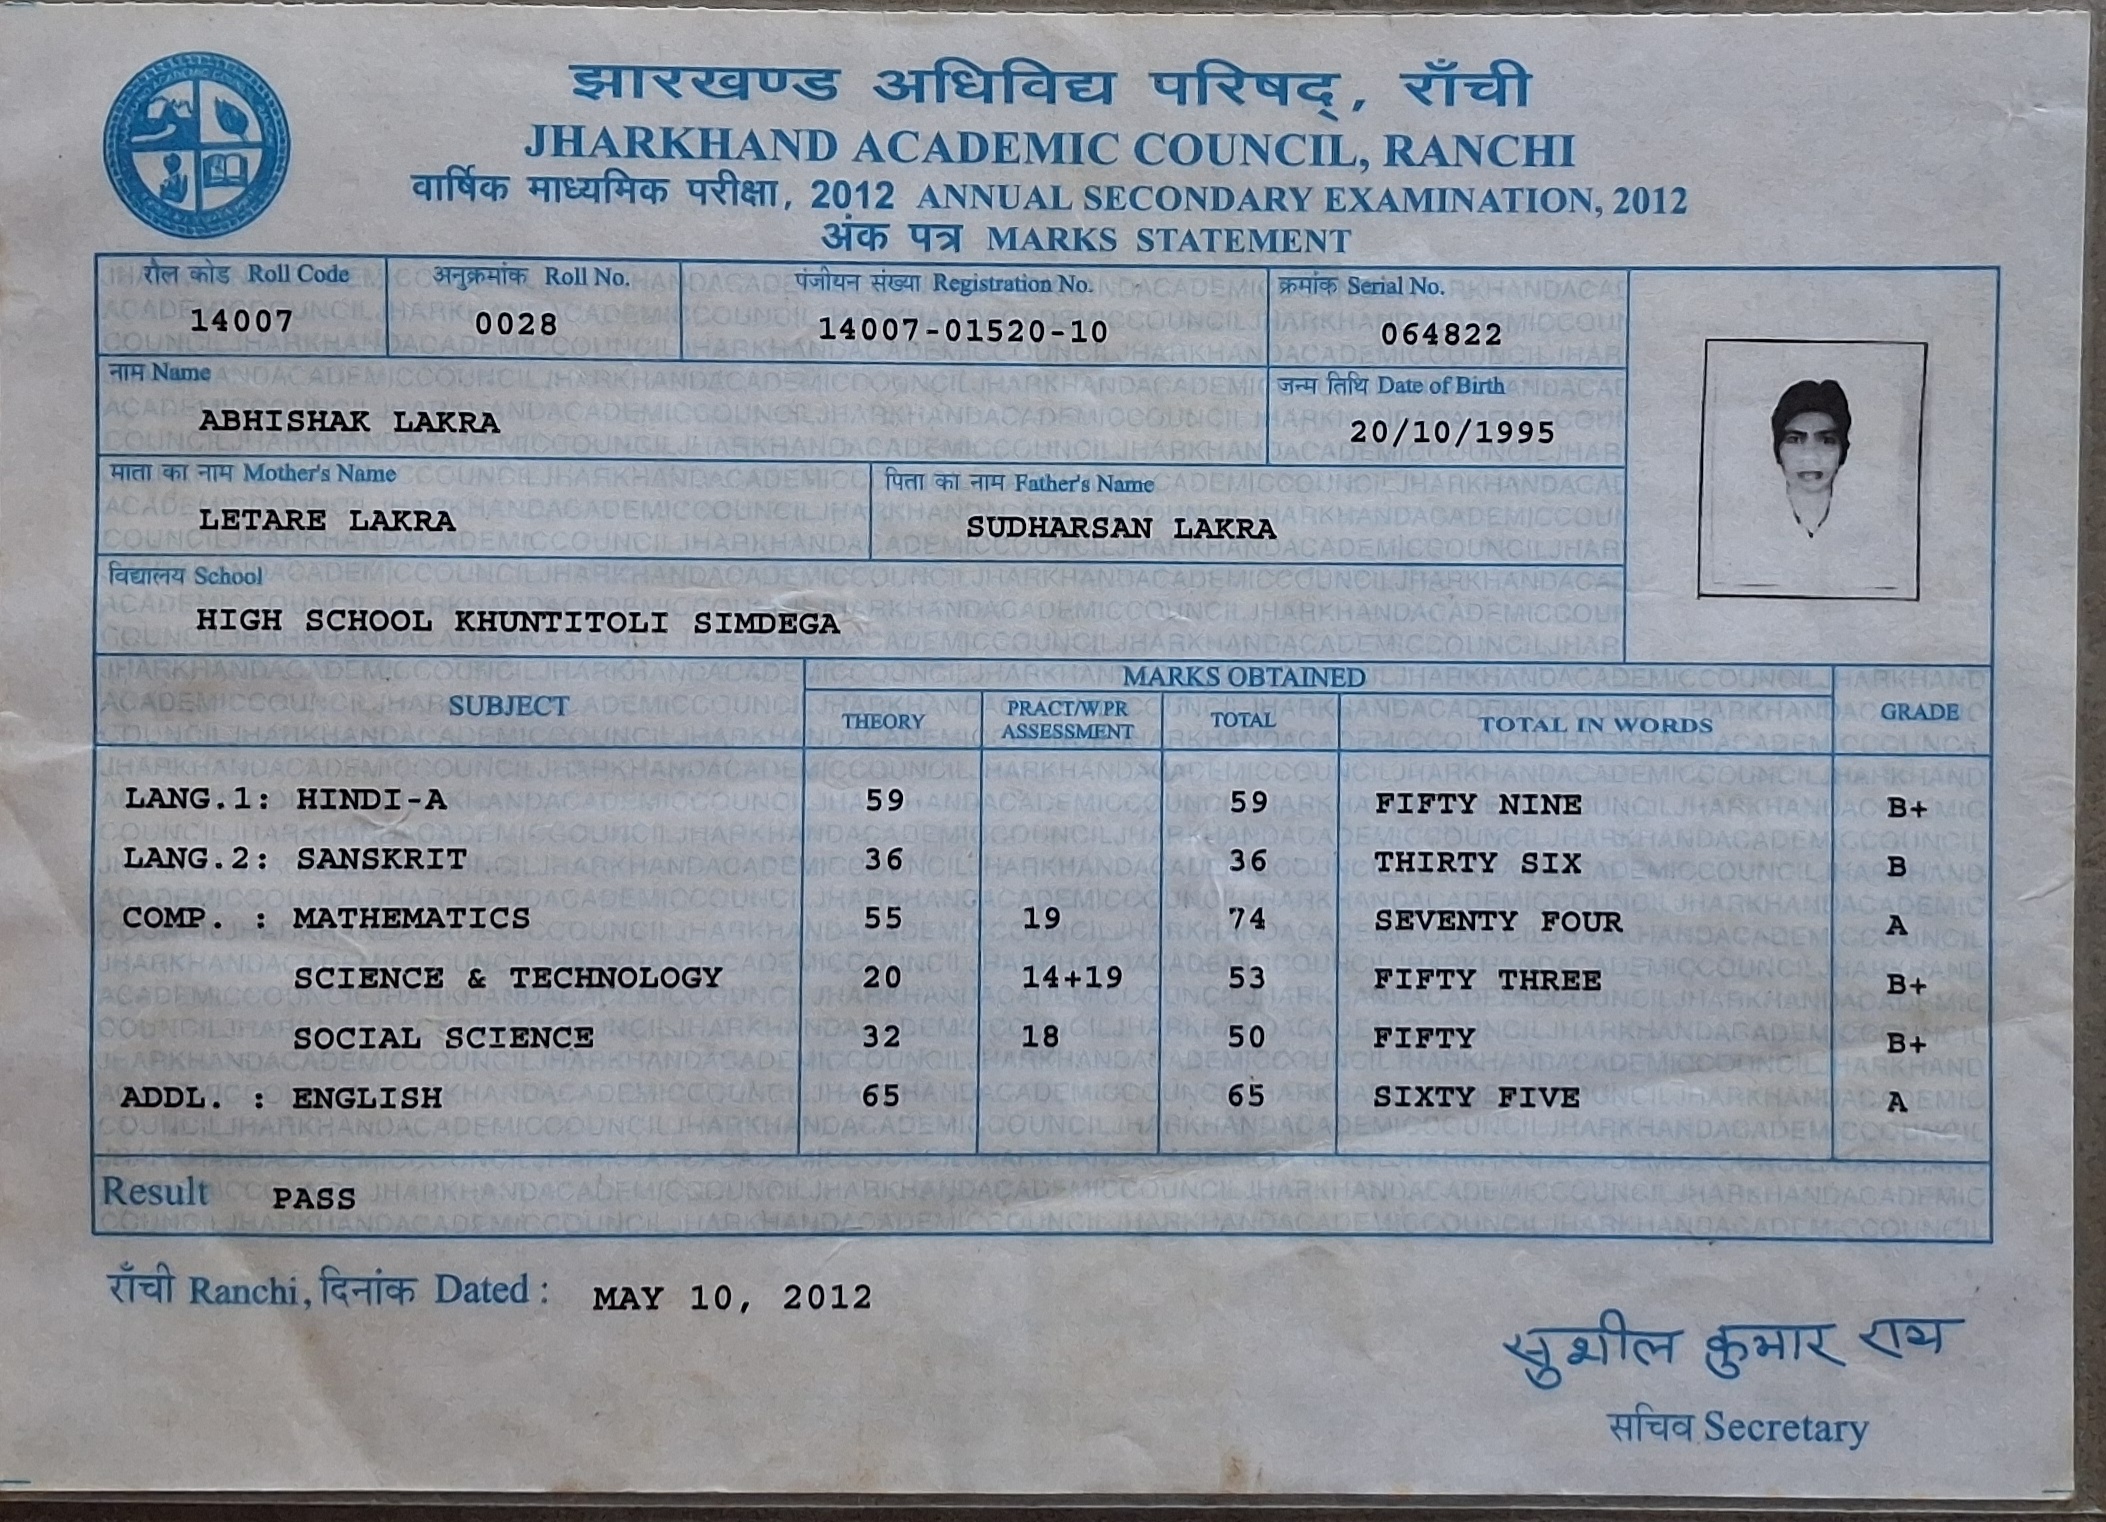 झारखण्ड अधिविद्य परिषद्, राँची
JHARKHAND ACADEMIC COUNCIL, RANCHI
वार्षिक माध्यमिक परीक्षा, 2012 ANNUAL SECONDARY EXAMINATION, 2012
अंक पत्र MARKS STATEMENT
रौल कोड Roll Code अनुक्रमांक Roll No. पंजीयन संख्या Registration No. क्रमांक Serial No.
14007 0028 14007-01520-10 064822
नाम Name जन्म तिथि Date of Birth
ABHISHAK LAKRA 20/10/1995
माता का नाम Mother's Name पिता का नाम Father's Name
LETARE LAKRA SUDHARSAN LAKRA
विद्यालय School
HIGH SCHOOL KHUNTITOLI SIMDEGA
MARKS OBTAINED
SUBJECT THEORY PRACT/WPR ASSESSMENT TOTAL TOTAL IN WORDS GRADE
LANG.1: HINDI-A 59 59 FIFTY NINE B+
LANG.2: SANSKRIT 36 36 THIRTY SIX B
COMP. : MATHEMATICS 55 19 74 SEVENTY FOUR A
SCIENCE & TECHNOLOGY 20 14+19 53 FIFTY THREE B+
SOCIAL SCIENCE 32 18 50 FIFTY B+
ADDL. : ENGLISH 65 65 SIXTY FIVE A
Result PASS
राँची Ranchi, दिनांक Dated : MAY 10, 2012
सुशील कुमार राय
सचिव Secretary